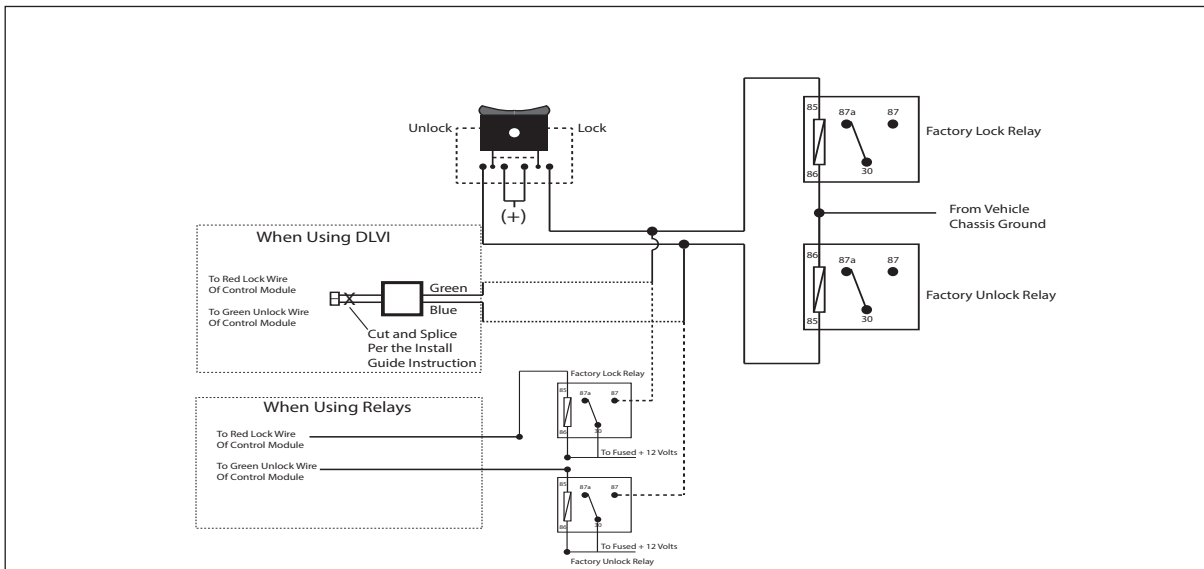 Unlock
Lock
(+)
85
87a
87
30
86
Factory Lock Relay
From Vehicle
Chassis Ground
86
87a
87
30
85
Factory Unlock Relay
When Using DLVI
To Red Lock Wire
Of Control Module
To Green Unlock Wire
Of Control Module
Green
Blue
Cut and Splice
Per the Install
Guide Instruction
When Using Relays
To Red Lock Wire
Of Control Module
To Green Unlock Wire
Of Control Module
Factory Lock Relay
85
87a
87
30
86
To Fused + 12 Volts
85
87a
87
30
86
To Fused + 12 Volts
Factory Unlock Relay